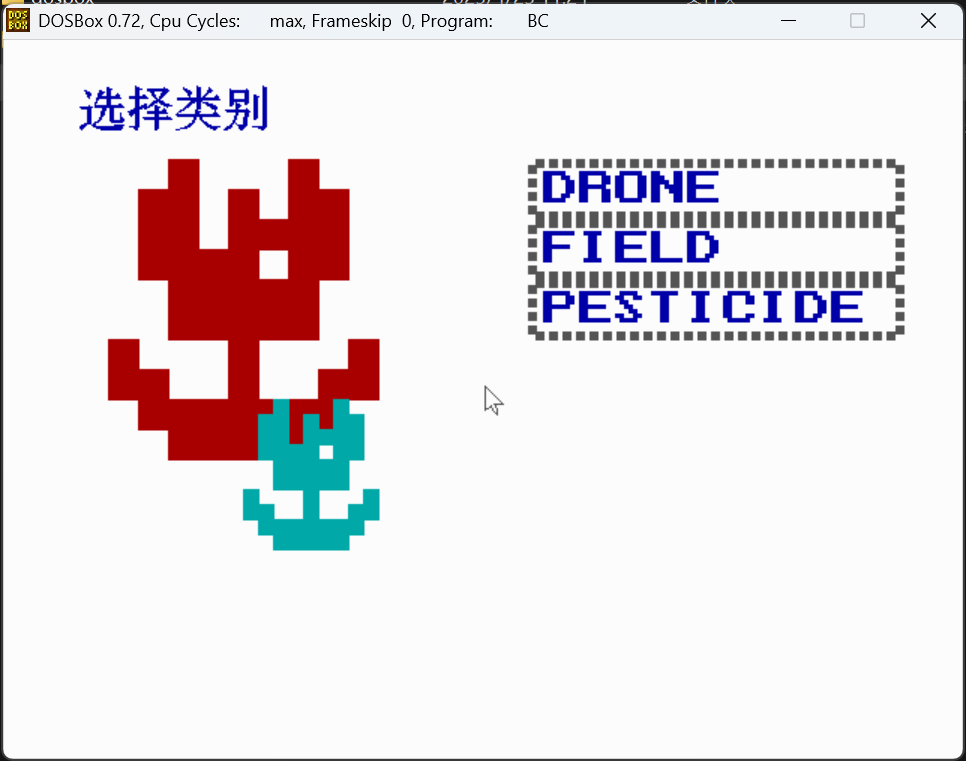 DOSBox 0.72, Cpu Cycles: max, Frameskip 0, Program: BC
选择类别
DRONE
FIELD
PESTICIDE